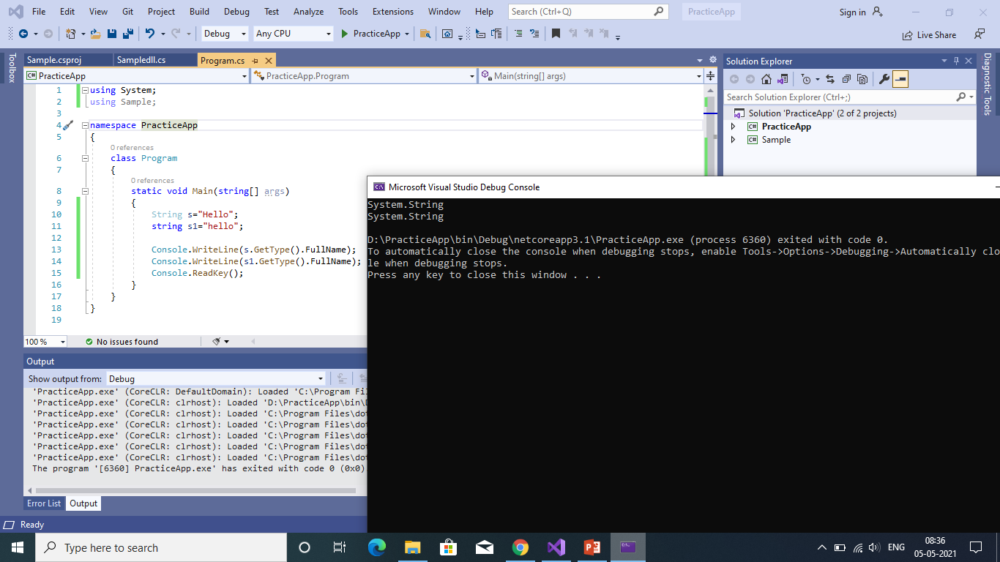 File Edit View Git Project Build Debug Test Analyze Tools Extensions Window Help Search (Ctrl+Q) PracticeApp Sign in
Debug Any CPU PracticeApp Live Share
Toolbox
Sample.csproj Sampledll.cs Program.cs
PracticeApp PracticeApp.Program Main(string[] args)
1 using System;
2 using Sample;
3
4 namespace PracticeApp
5 {
0 references
6 class Program
7 {
0 references
8 static void Main(string[] args)
9 {
10 String s="Hello";
11 string s1="hello";
12
13 Console.WriteLine(s.GetType().FullName);
14 Console.WriteLine(s1.GetType().FullName);
15 Console.ReadKey();
16 }
17 }
18 }
19
100 % No issues found
Solution Explorer
Search Solution Explorer (Ctrl+;)
Solution 'PracticeApp' (2 of 2 projects)
C# PracticeApp
C# Sample
Diagnostic Tools
Microsoft Visual Studio Debug Console
System.String
System.String
D:\PracticeApp\bin\Debug\netcoreapp3.1\PracticeApp.exe (process 6360) exited with code 0.
To automatically close the console when debugging stops, enable Tools->Options->Debugging->Automatically clo
le when debugging stops.
Press any key to close this window . . .
Output
Show output from: Debug
'PracticeApp.exe' (CoreCLR: DefaultDomain): Loaded 'C:\Program Fil
'PracticeApp.exe' (CoreCLR: clrhost): Loaded 'D:\PracticeApp\bin\D
'PracticeApp.exe' (CoreCLR: clrhost): Loaded 'C:\Program Files\dot
'PracticeApp.exe' (CoreCLR: clrhost): Loaded 'C:\Program Files\dot
'PracticeApp.exe' (CoreCLR: clrhost): Loaded 'C:\Program Files\dot
'PracticeApp.exe' (CoreCLR: clrhost): Loaded 'C:\Program Files\dot
'PracticeApp.exe' (CoreCLR: clrhost): Loaded 'C:\Program Files\dot
The program '[6360] PracticeApp.exe' has exited with code 0 (0x0)
Error List Output
Ready
Type here to search
ENG
08:36
05-05-2021